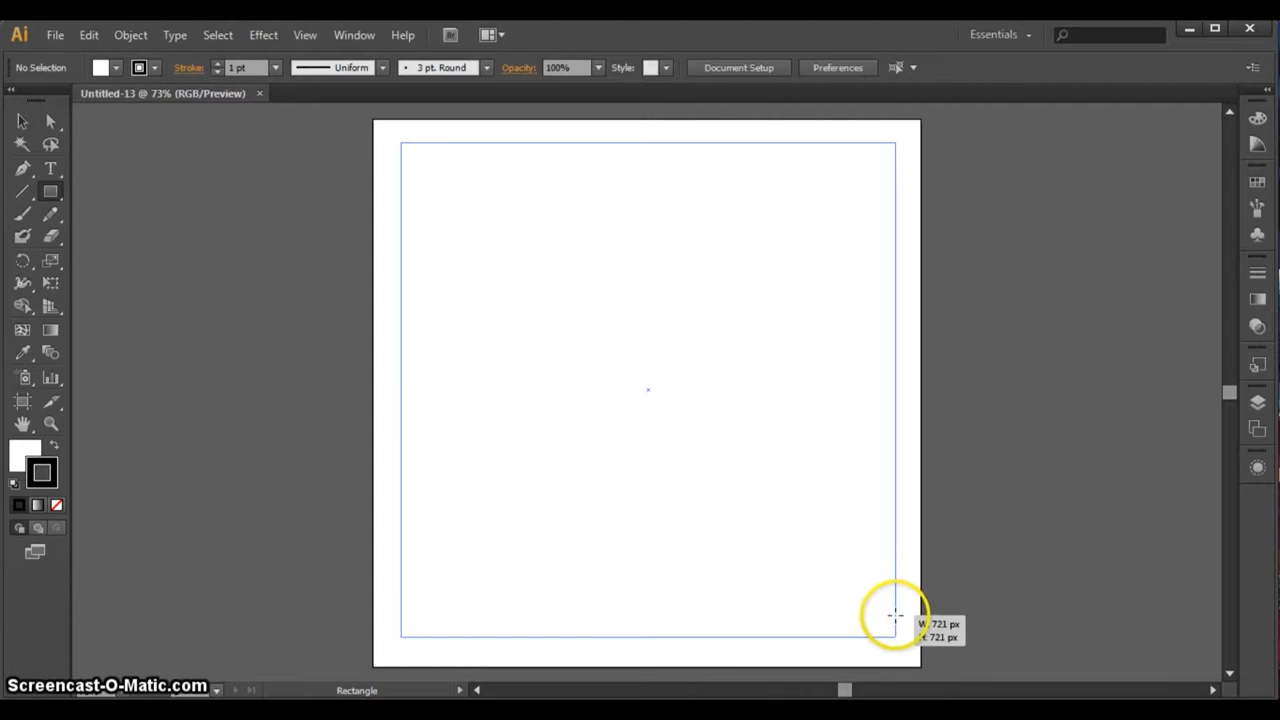 Ai File Edit Object Type Select Effect View Window Help Br Essentials
No Selection Stroke: 1 pt Uniform 3 pt. Round Opacity: 100% Style: Document Setup Preferences
Untitled-13 @ 73% (RGB/Preview) ×
T
W: 721 px
H: 721 px
Screencast-O-Matic.com Rectangle